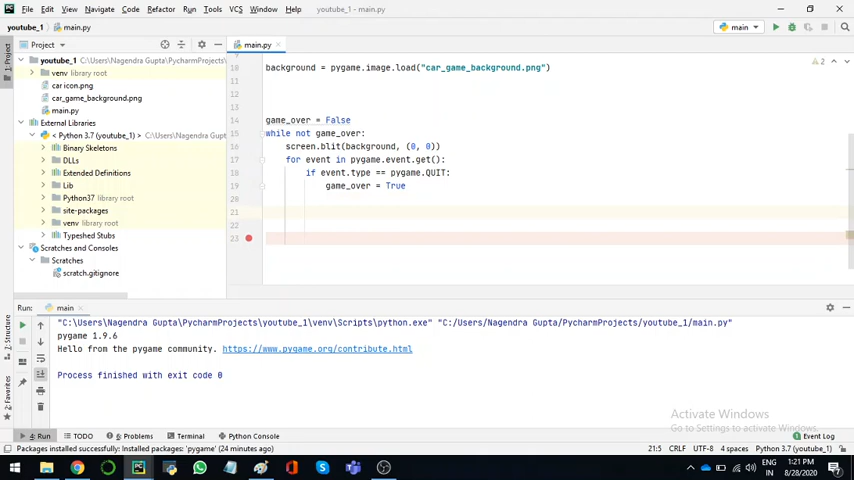 File Edit View Navigate Code Refactor Run Tools VCS Window Help youtube_1 - main.py
youtube_1 main.py main
Project main.py
youtube_1 C:\Users\Nagendra Gupta\PycharmProjects
venv library root
car icon.png
car_game_background.png
main.py
External Libraries
< Python 3.7 (youtube_1) > C:\Users\Nagendra Gupta\PycharmProjects
Binary Skeletons
DLLs
Extended Definitions
Lib
Python37 library root
site-packages
venv library root
Typeshed Stubs
Scratches and Consoles
Scratches
scratch.gitignore
2
10 background = pygame.image.load("car_game_background.png")
11
12
13
14 game_over = False
15 while not game_over:
16 screen.blit(background, (0, 0))
17 for event in pygame.event.get():
18 if event.type == pygame.QUIT:
19 game_over = True
20
21
22
23
1: Project
7: Structure
2: Favorites
Run: main
"C:\Users\Nagendra Gupta\PycharmProjects\youtube_1\venv\Scripts\python.exe" "C:/Users/Nagendra Gupta/PycharmProjects/youtube_1/main.py"
pygame 1.9.6
Hello from the pygame community. https://www.pygame.org/contribute.html
Process finished with exit code 0
Activate Windows
Go to Settings to activate Windows.
4: Run TODO 6: Problems Terminal Python Console Event Log
Packages installed successfully: Installed packages: 'pygame' (24 minutes ago) 21:5 CRLF UTF-8 4 spaces Python 3.7 (youtube_1)
ENG 1:21 PM
IN 8/28/2020